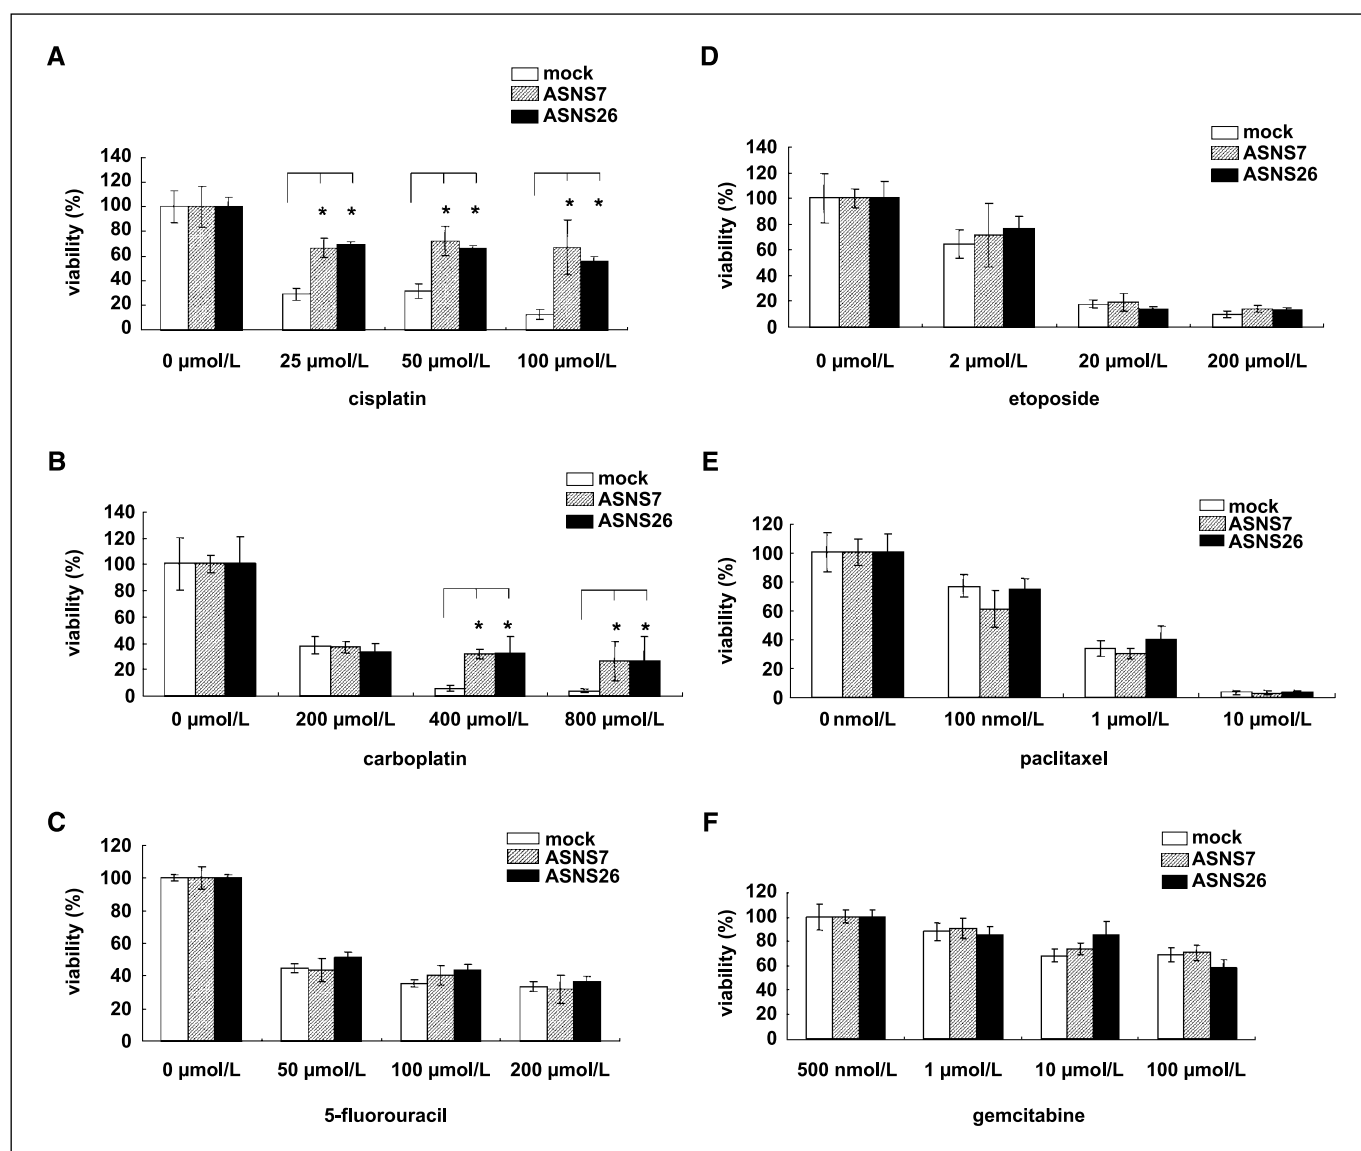 A
mock
ASNS7
ASNS26
140
120
100
80
60
40
20
0
viability (%)
* * * * * *
0 µmol/L 25 µmol/L 50 µmol/L 100 µmol/L
cisplatin
B
mock
ASNS7
ASNS26
140
120
100
80
60
40
20
0
viability (%)
* * * *
0 µmol/L 200 µmol/L 400 µmol/L 800 µmol/L
carboplatin
C
mock
ASNS7
ASNS26
120
100
80
60
40
20
0
viability (%)
0 µmol/L 50 µmol/L 100 µmol/L 200 µmol/L
5-fluorouracil
D
mock
ASNS7
ASNS26
140
120
100
80
60
40
20
0
viability (%)
0 µmol/L 2 µmol/L 20 µmol/L 200 µmol/L
etoposide
E
mock
ASNS7
ASNS26
120
100
80
60
40
20
0
viability (%)
0 nmol/L 100 nmol/L 1 µmol/L 10 µmol/L
paclitaxel
F
mock
ASNS7
ASNS26
120
100
80
60
40
20
0
viability (%)
500 nmol/L 1 µmol/L 10 µmol/L 100 µmol/L
gemcitabine